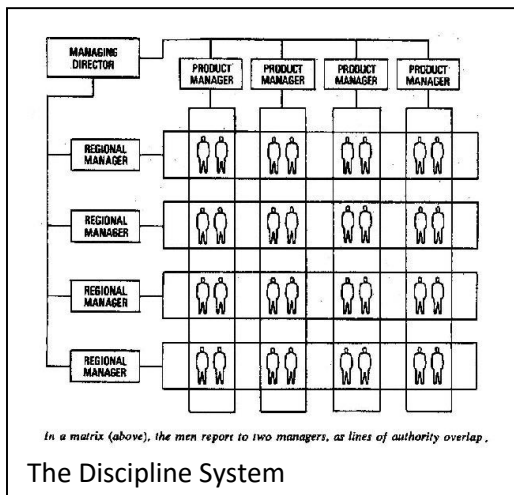 MANAGING
DIRECTOR
PRODUCT
MANAGER
PRODUCT
MANAGER
PRODUCT
MANAGER
PRODUCT
MANAGER
REGIONAL
MANAGER
REGIONAL
MANAGER
REGIONAL
MANAGER
REGIONAL
MANAGER
In a matrix (above), the men report to two managers, as lines of authority overlap.
The Discipline System